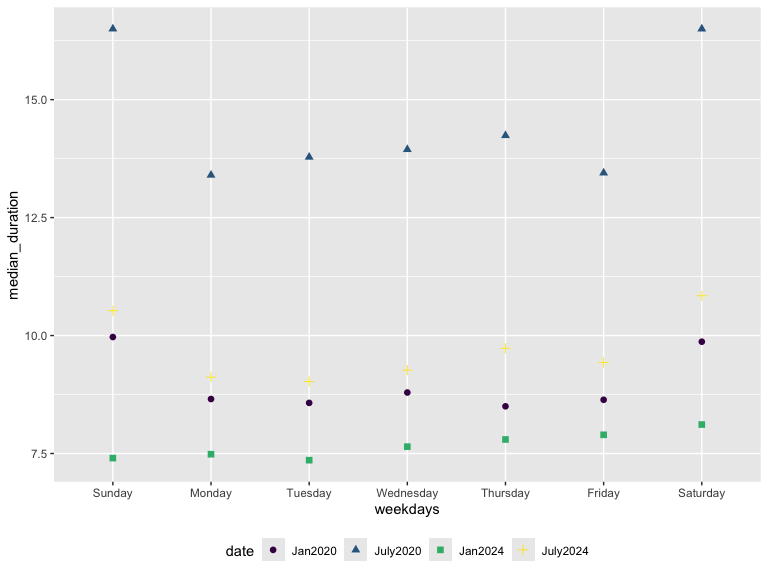 median_duration
15.0
12.5
10.0
7.5
Sunday Monday Tuesday Wednesday Thursday Friday Saturday
weekdays
date Jan2020 July2020 Jan2024 July2024